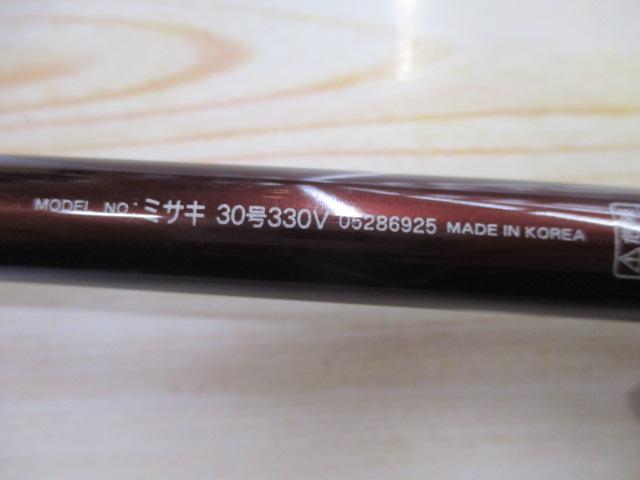 MODEL NO : ミサキ 30号330V 05286925 MADE IN KOREA